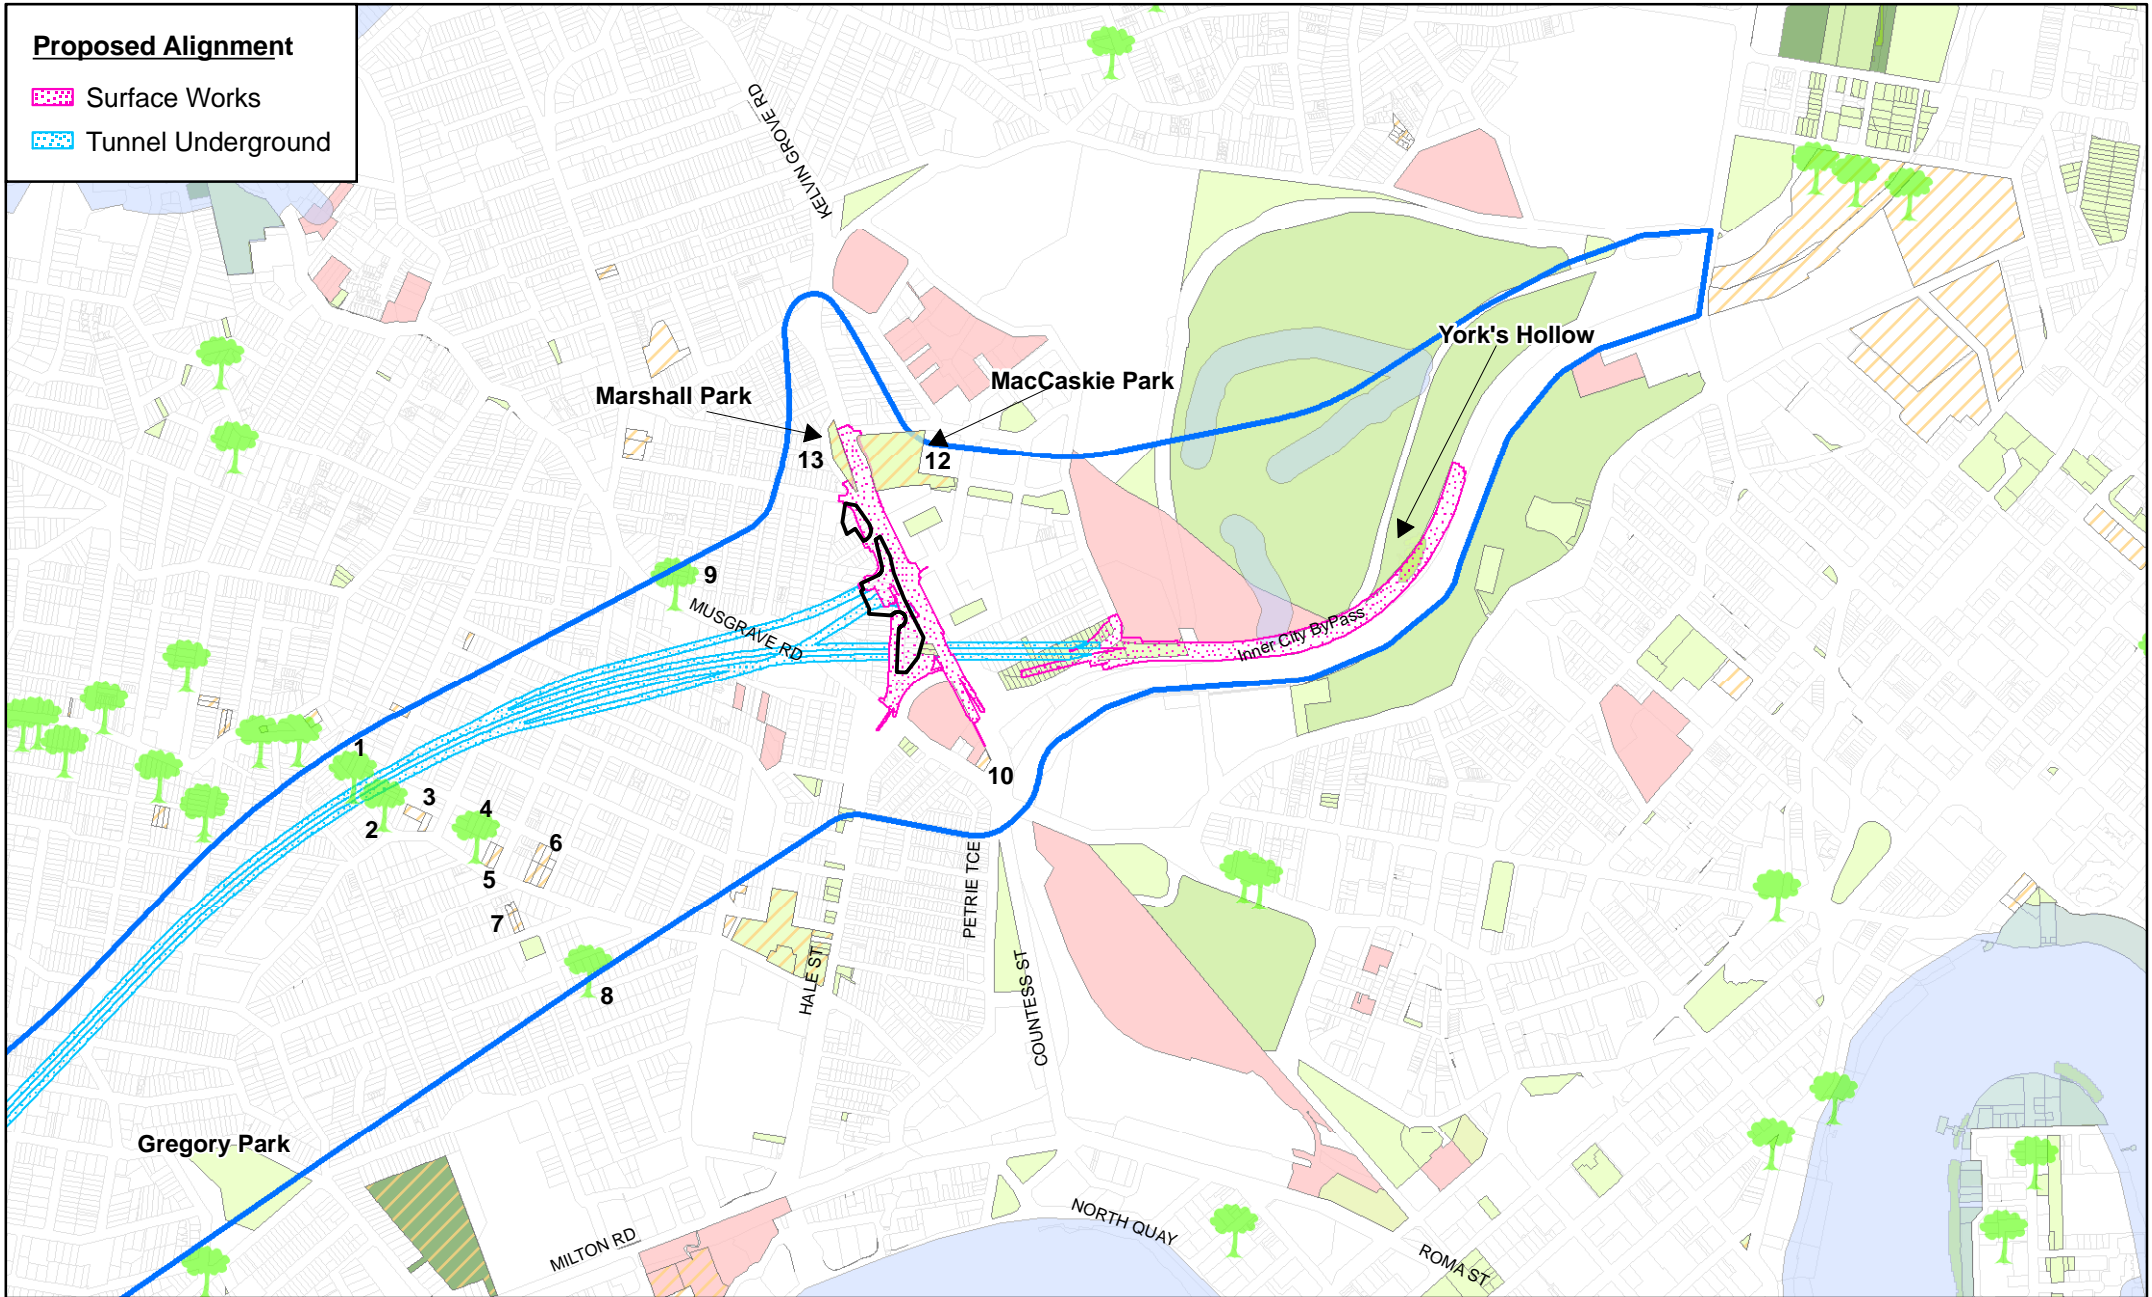 Proposed Alignment
Surface Works
Tunnel Underground
KELVIN GROVE RD
York's Hollow
MacCaskie Park
Marshall Park
13
12
9
MUSGRAVE RD
Inner City ByPass
1
10
3
4
2
6
5
PETRIE TCE
7
HALE ST
8
COUNTESS ST
Gregory Park
NORTH QUAY
MILTON RD
ROMA ST